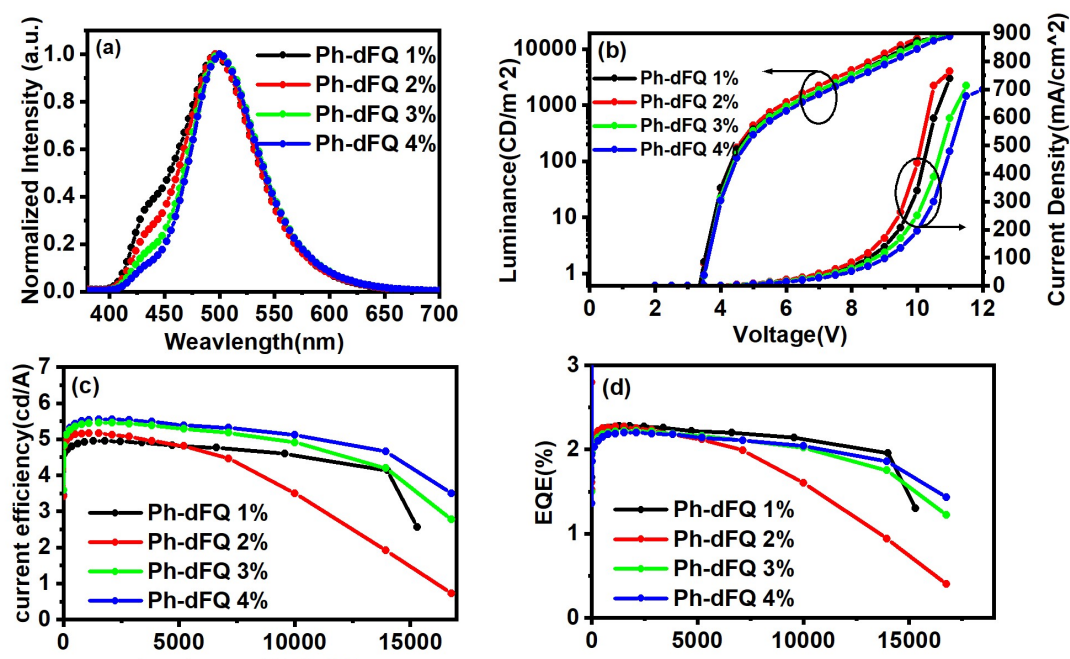 (a)
Ph-dFQ 1%
Ph-dFQ 2%
Ph-dFQ 3%
Ph-dFQ 4%
Normalized Intensity (a.u.)
1.0
0.8
0.6
0.4
0.2
0.0
400 450 500 550 600 650 700
Weavlength(nm)
(b)
Ph-dFQ 1%
Ph-dFQ 2%
Ph-dFQ 3%
Ph-dFQ 4%
Luminance(CD/m^2)
10000
1000
100
10
1
0 2 4 6 8 10 12
Voltage(V)
900
800
700
600
500
400
300
200
100
0
Current Density(mA/cm^2)
(c)
Ph-dFQ 1%
Ph-dFQ 2%
Ph-dFQ 3%
Ph-dFQ 4%
current efficiency(cd/A)
7
6
5
4
3
2
1
0
0 5000 10000 15000
(d)
Ph-dFQ 1%
Ph-dFQ 2%
Ph-dFQ 3%
Ph-dFQ 4%
EQE(%)
3
2
1
0
0 5000 10000 15000